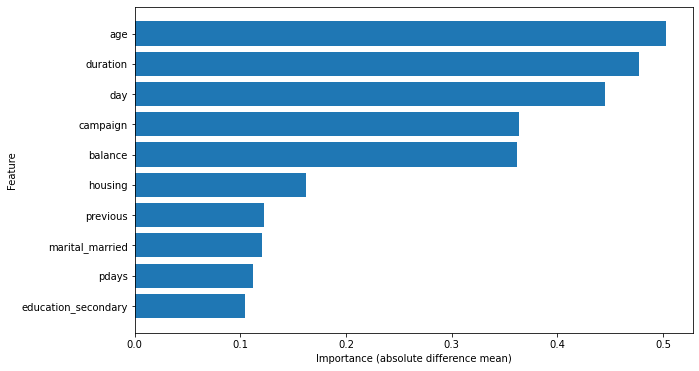 Feature
age
duration
day
campaign
balance
housing
previous
marital_married
pdays
education_secondary
0.0 0.1 0.2 0.3 0.4 0.5
Importance (absolute difference mean)